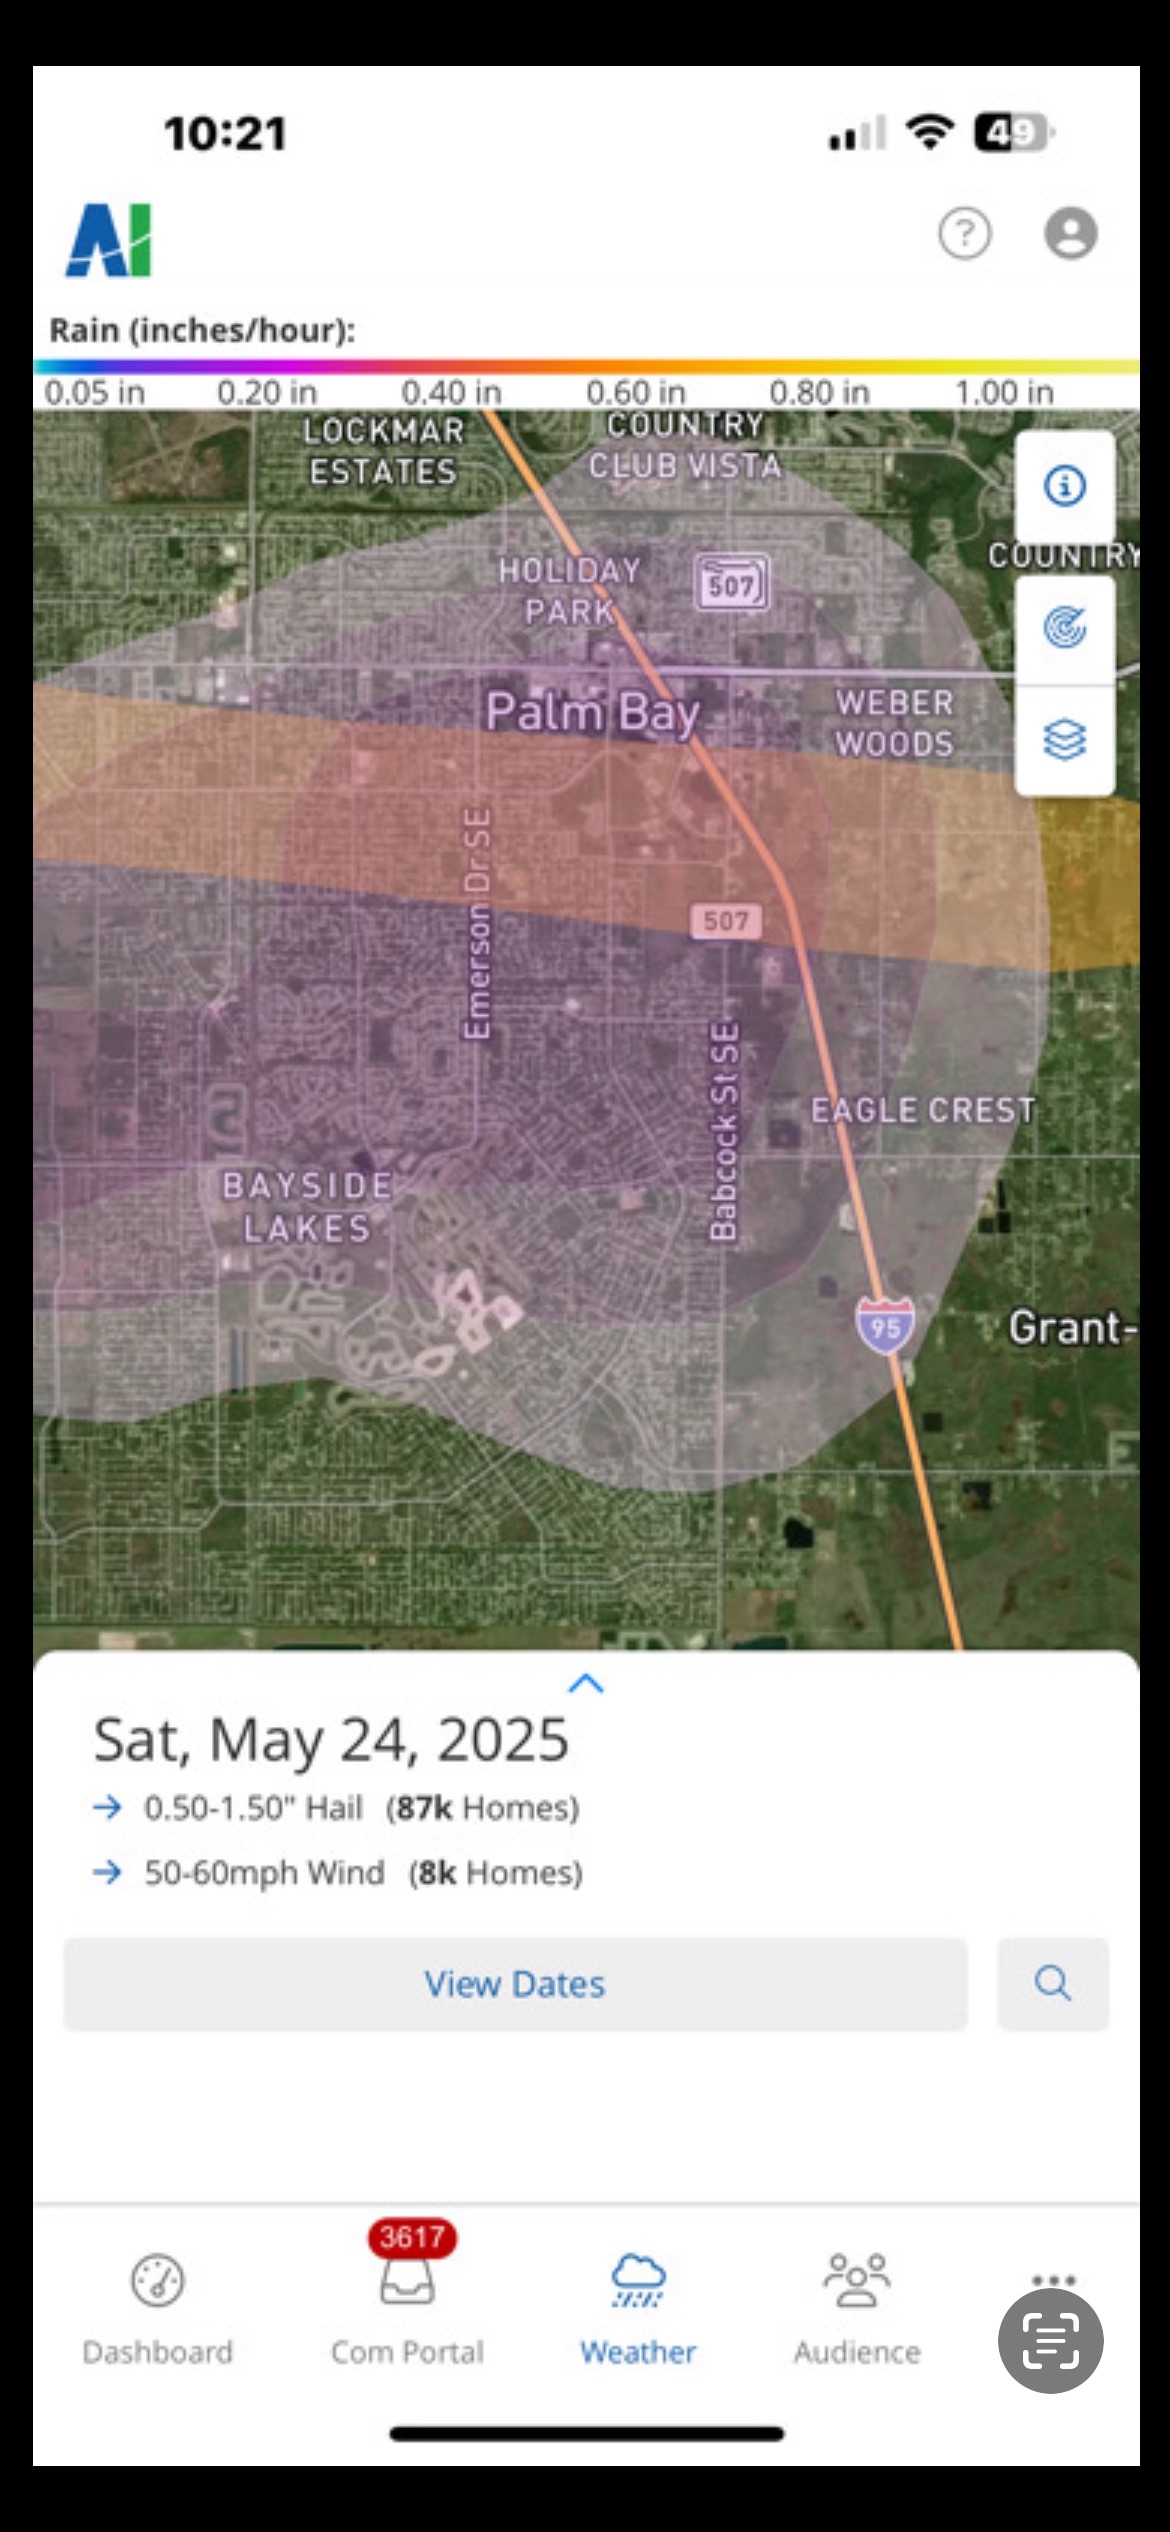 10:21
49
AI
Rain (inches/hour):
0.05 in 0.20 in 0.40 in 0.60 in 0.80 in 1.00 in
LOCKMAR
ESTATES
COUNTRY
CLUB VISTA
COUNTRY
HOLIDAY
PARK
507
Palm Bay
WEBER
WOODS
Emerson Dr SE
507
Babcock St SE
EAGLE CREST
BAYSIDE
LAKES
95
Grant-
Sat, May 24, 2025
→ 0.50-1.50" Hail (87k Homes)
→ 50-60mph Wind (8k Homes)
View Dates
3617
Dashboard
Com Portal
Weather
Audience